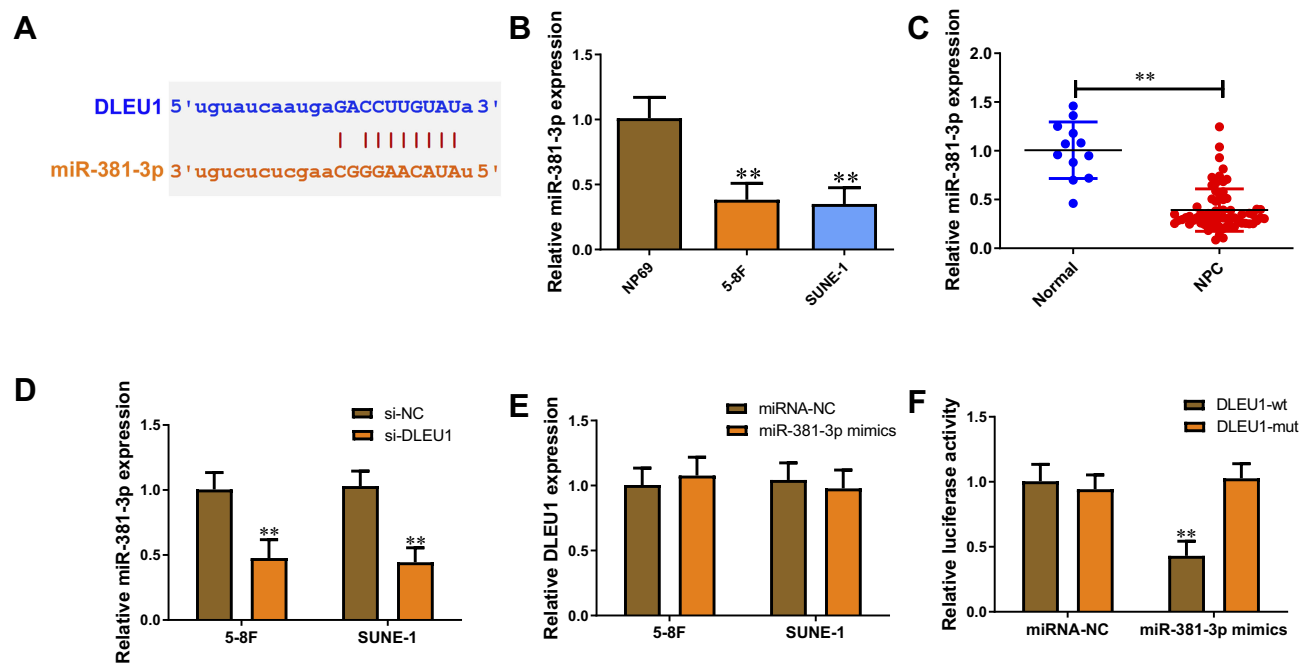 A
DLEU1 5'uguaucaaugaGACCUUGUAUa3'
miR-381-3p 3'ugucucucgaaCGGGAACAUAu5'
B
Relative miR-381-3p expression
1.5
1.0
0.5
0.0
**
**
NP69
5-8F
SUNE-1
C
Relative miR-381-3p expression
2.0
1.5
1.0
0.5
0.0
**
Normal
NPC
D
Relative miR-381-3p expression
1.5
1.0
0.5
0.0
si-NC
si-DLEU1
**
**
5-8F
SUNE-1
E
Relative DLEU1 expression
1.5
1.0
0.5
0.0
miRNA-NC
miR-381-3p mimics
5-8F
SUNE-1
F
Relative luciferase activity
1.5
1.0
0.5
0.0
DLEU1-wt
DLEU1-mut
**
miRNA-NC
miR-381-3p mimics